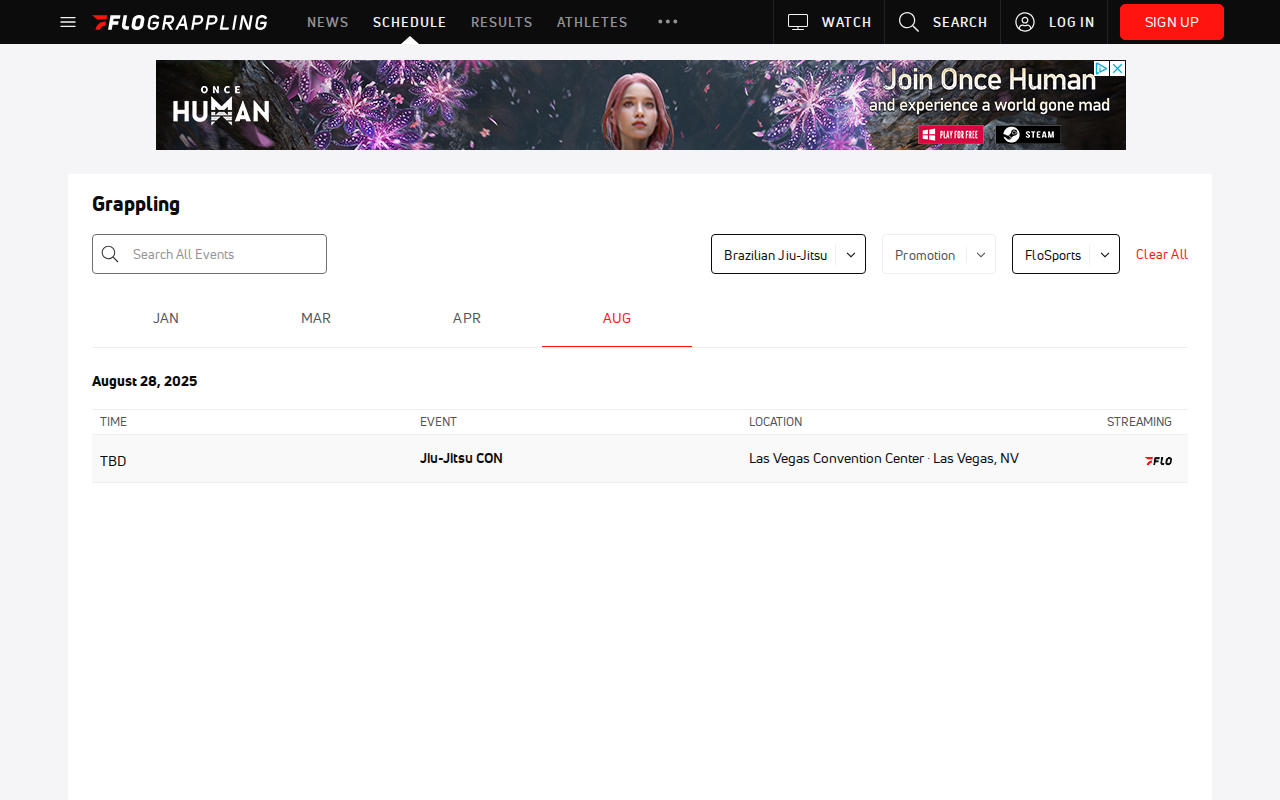 FLOGRAPPLING NEWS SCHEDULE RESULTS ATHLETES ••• WATCH SEARCH LOG IN SIGN UP
ONCE
HUMAN
Join Once Human
and experience a world gone mad
PLAY FOR FREE STEAM
Grappling
Search All Events Brazilian Jiu-Jitsu Promotion FloSports Clear All
JAN MAR APR AUG
August 28, 2025
TIME EVENT LOCATION STREAMING
TBD Jiu-Jitsu CON Las Vegas Convention Center · Las Vegas, NV FLO